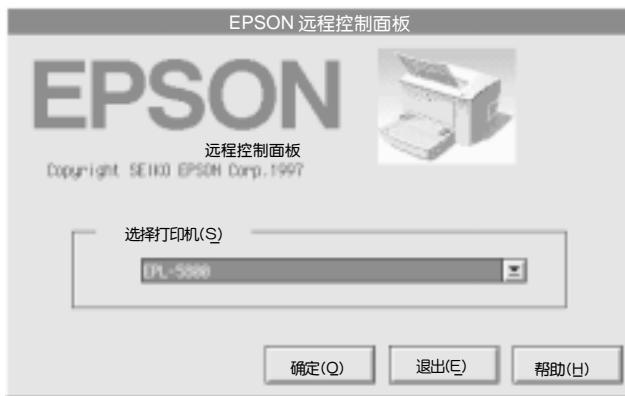 EPSON 远程控制面板
EPSON
远程控制面板
Copyright SEIKO EPSON Corp.1997
选择打印机(S)
EPL-5800
确定(O)
退出(E)
帮助(H)